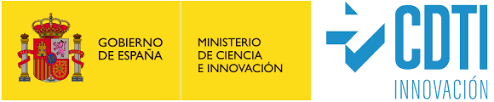 GOBIERNO
DE ESPAÑA
MINISTERIO
DE CIENCIA
E INNOVACIÓN
CDTI
INNOVACIÓN